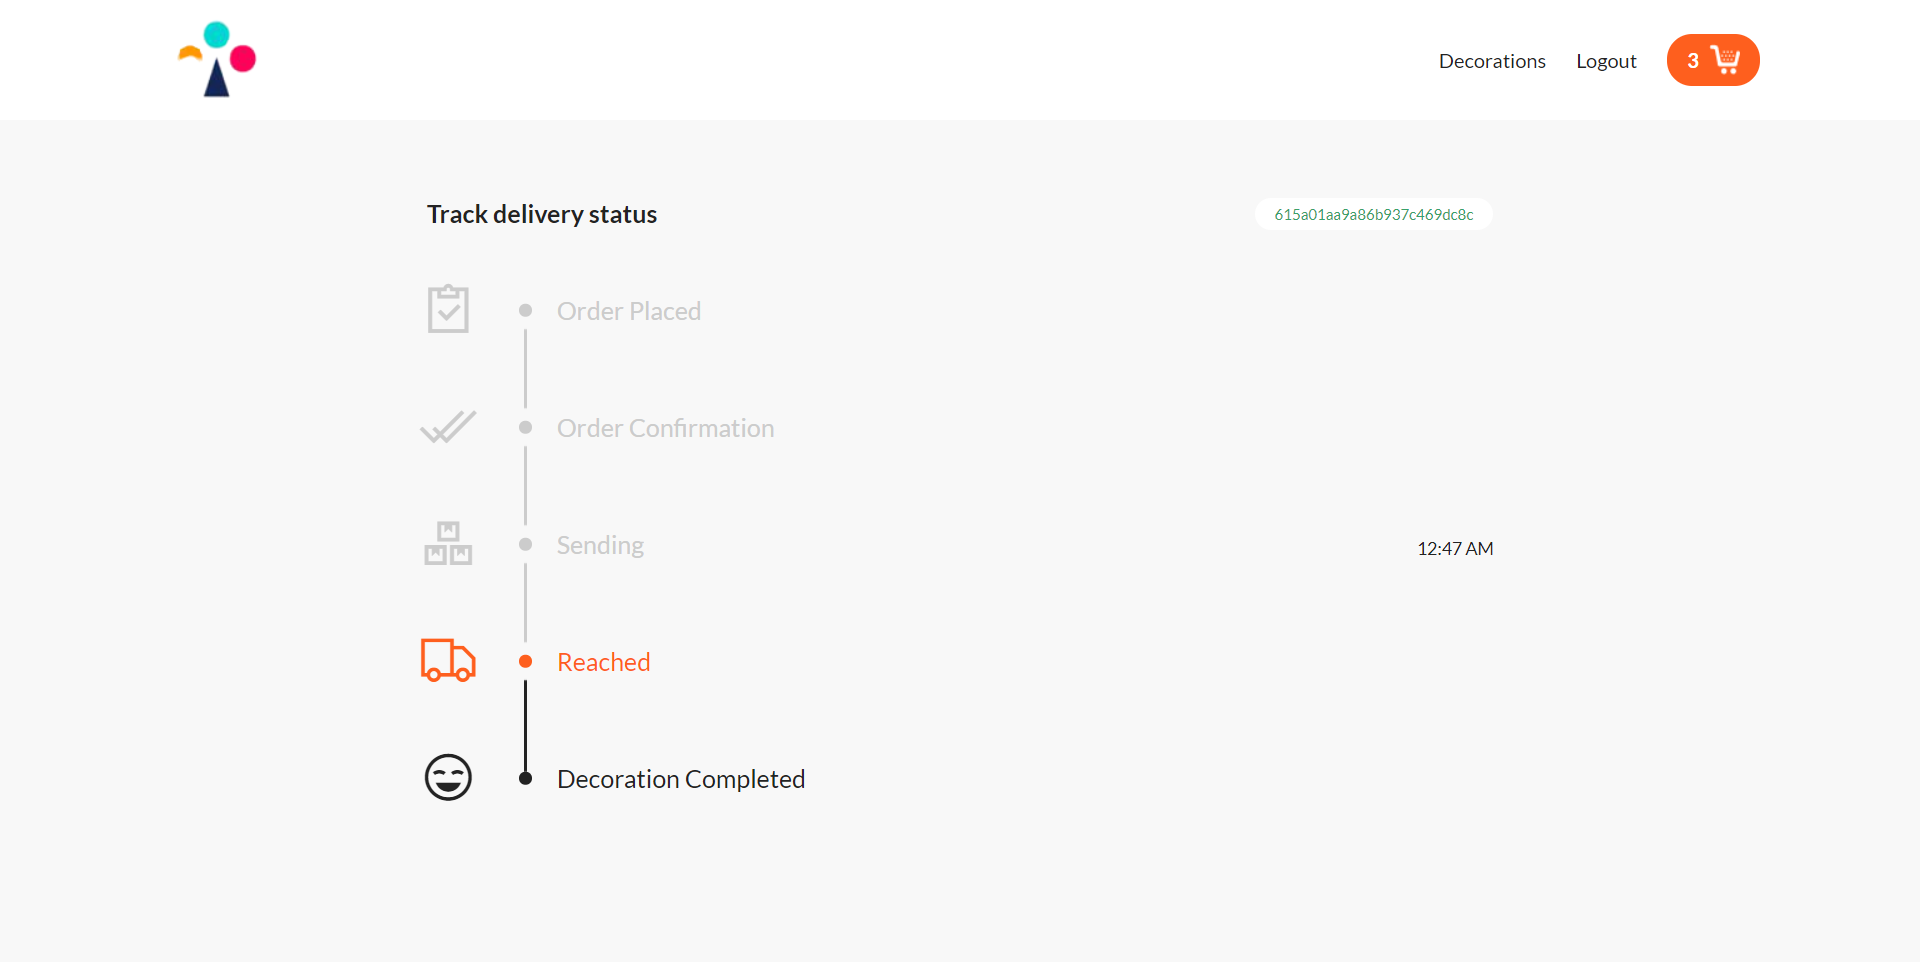 Decorations
Logout
3
Track delivery status
615a01aa9a86b937c469dc8c
Order Placed
Order Confirmation
Sending
12:47 AM
Reached
Decoration Completed